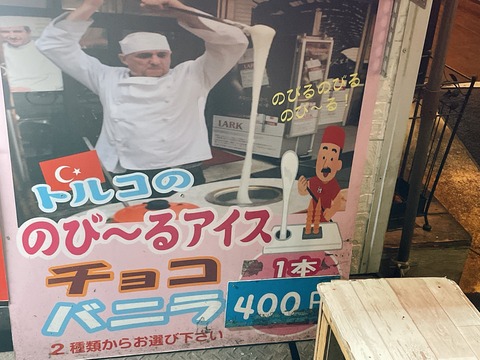 LARK
のびるのびる
のび〜る!
トルコの
のび〜るアイス
チョコ
バニラ
1本
400円
2種類からお選び下さい